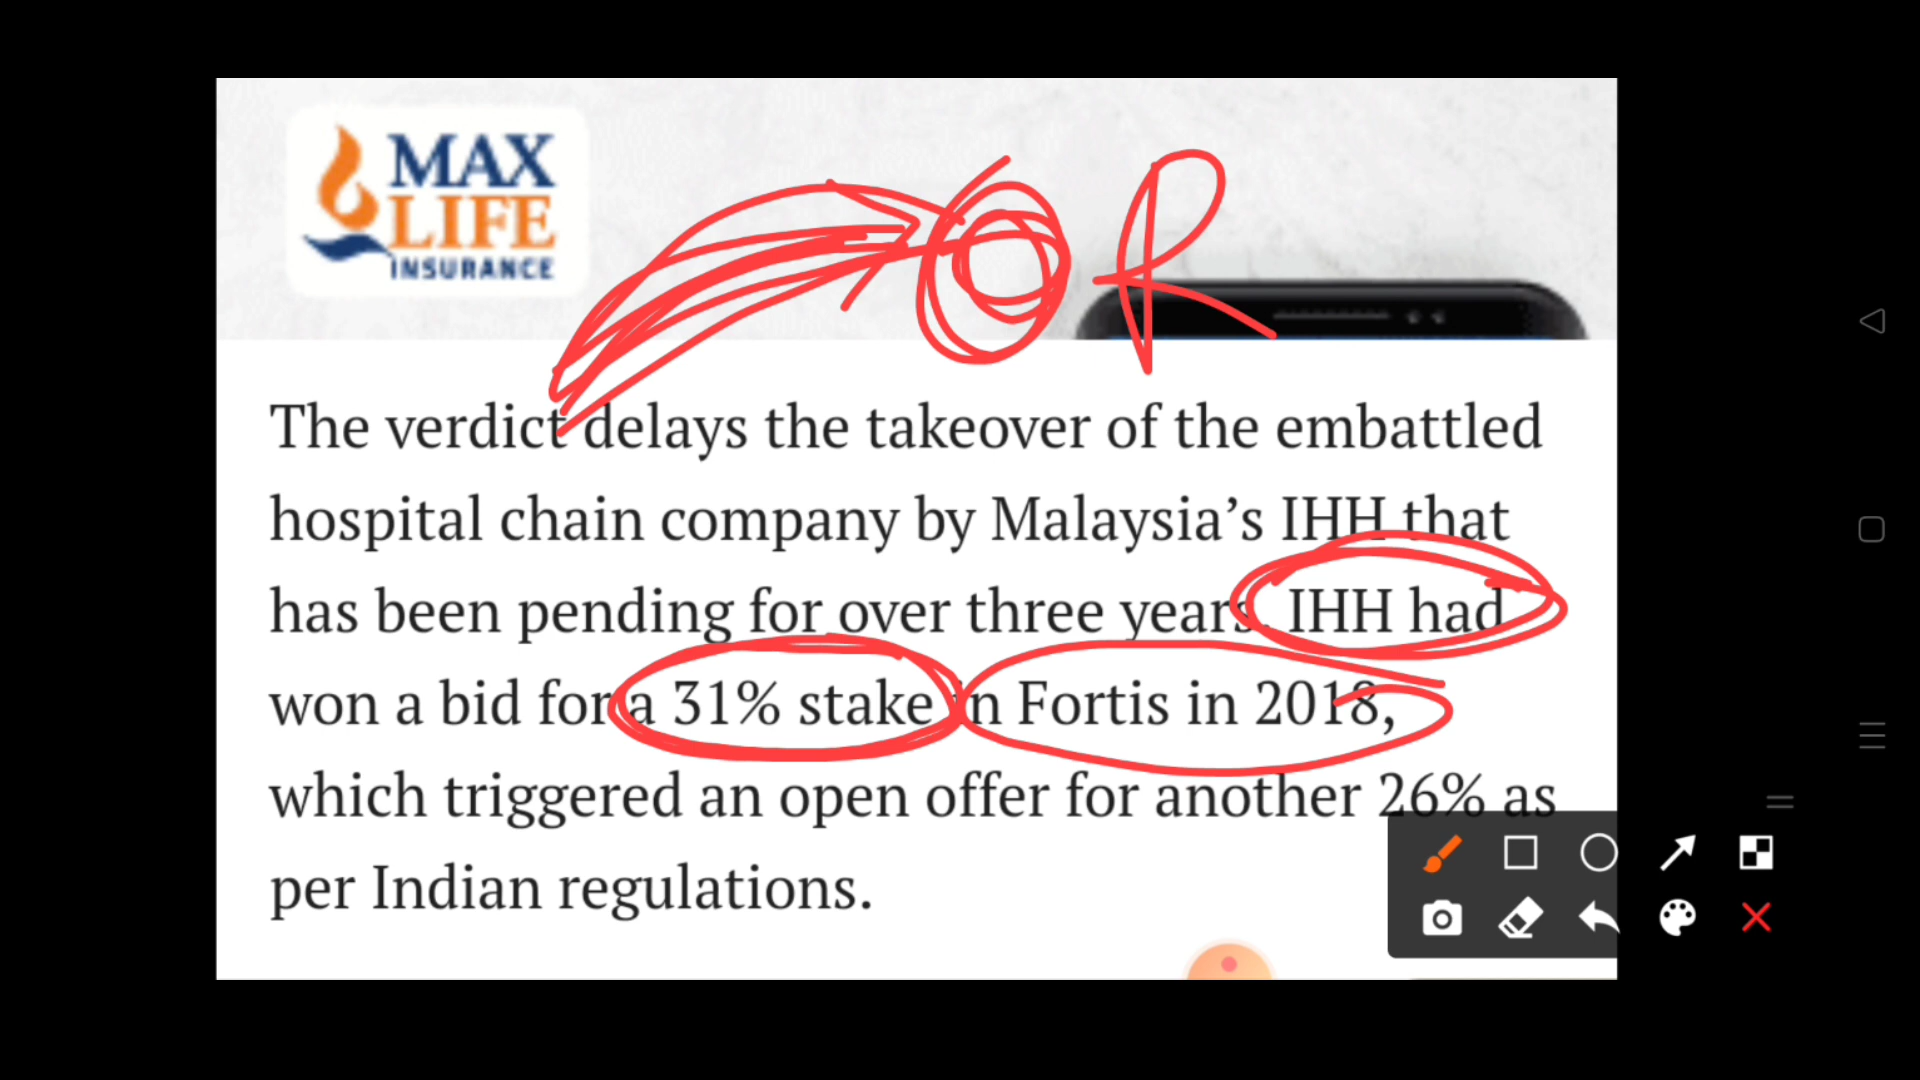 MAX
LIFE
INSURANCE
OR
The verdict delays the takeover of the embattled
hospital chain company by Malaysia’s IHH that
has been pending for over three years. IHH had
won a bid for a 31% stake in Fortis in 2018,
which triggered an open offer for another 26% as
per Indian regulations.